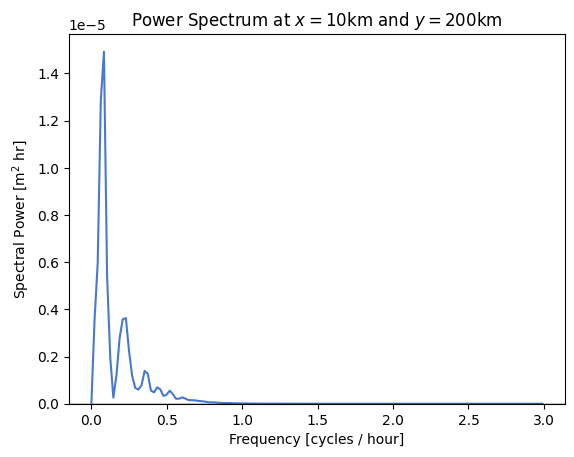 Power Spectrum at x = 10km and y = 200km
1e−5
1.4
1.2
1.0
0.8
0.6
0.4
0.2
0.0
Spectral Power [m² hr]
0.0 0.5 1.0 1.5 2.0 2.5 3.0
Frequency [cycles / hour]